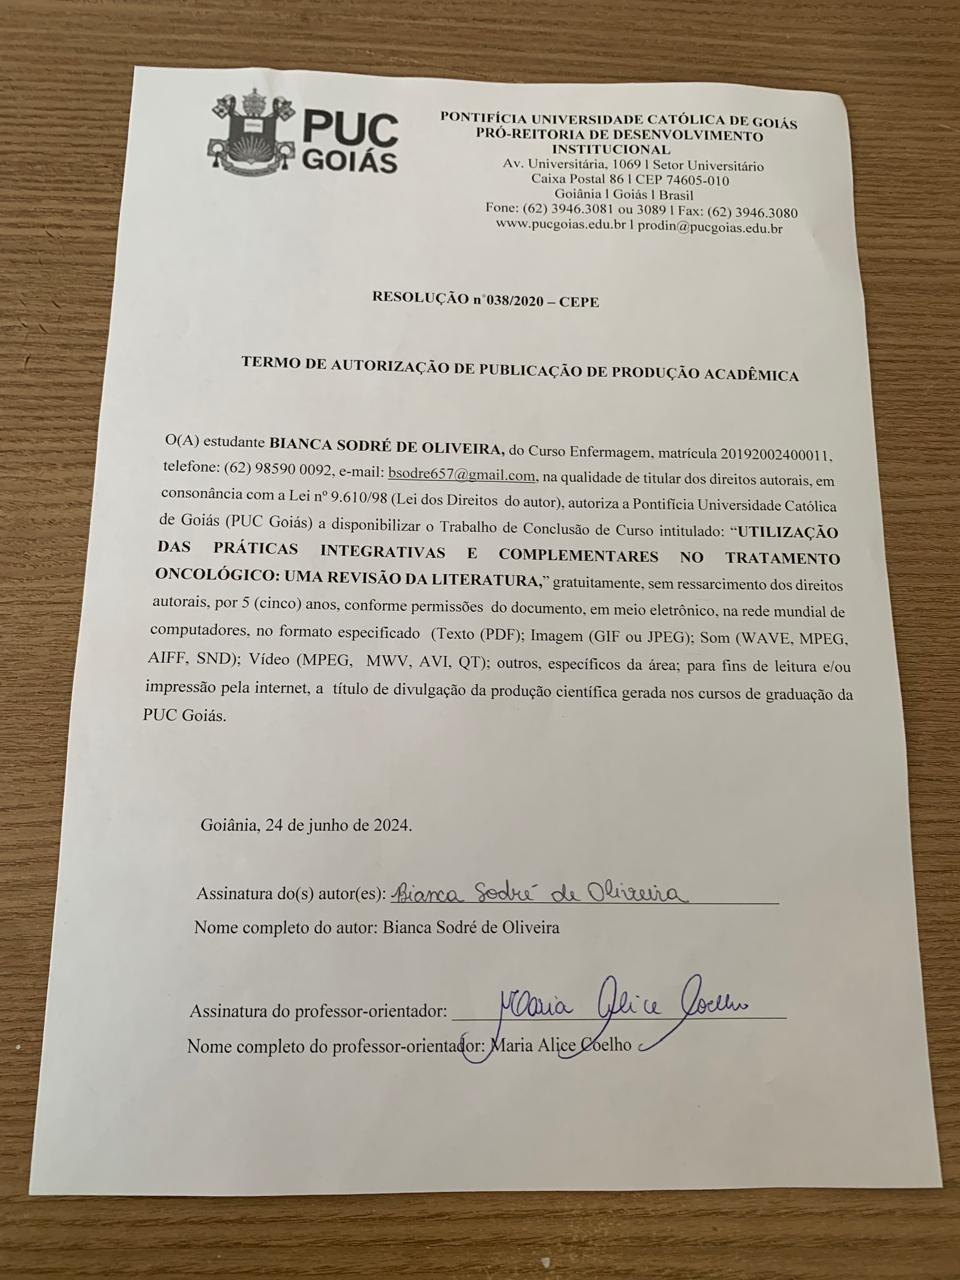 PUC
GOIÁS
PONTIFÍCIA UNIVERSIDADE CATÓLICA DE GOIÁS
PRÓ-REITORIA DE DESENVOLVIMENTO
INSTITUCIONAL
Av. Universitária, 1069 l Setor Universitário
Caixa Postal 86 l CEP 74605-010
Goiânia l Goiás l Brasil
Fone: (62) 3946.3081 ou 3089 l Fax: (62) 3946.3080
www.pucgoias.edu.br l prodin@pucgoias.edu.br
RESOLUÇÃO n°038/2020 – CEPE
TERMO DE AUTORIZAÇÃO DE PUBLICAÇÃO DE PRODUÇÃO ACADÊMICA
O(A) estudante BIANCA SODRÉ DE OLIVEIRA, do Curso Enfermagem, matrícula 20192002400011,
telefone: (62) 98590 0092, e-mail: bsodre657@gmail.com, na qualidade de titular dos direitos autorais, em
consonância com a Lei nº 9.610/98 (Lei dos Direitos do autor), autoriza a Pontifícia Universidade Católica
de Goiás (PUC Goiás) a disponibilizar o Trabalho de Conclusão de Curso intitulado: “UTILIZAÇÃO
DAS PRÁTICAS INTEGRATIVAS E COMPLEMENTARES NO TRATAMENTO
ONCOLÓGICO: UMA REVISÃO DA LITERATURA,” gratuitamente, sem ressarcimento dos direitos
autorais, por 5 (cinco) anos, conforme permissões do documento, em meio eletrônico, na rede mundial de
computadores, no formato especificado (Texto (PDF); Imagem (GIF ou JPEG); Som (WAVE, MPEG,
AIFF, SND); Vídeo (MPEG, MWV, AVI, QT); outros, específicos da área; para fins de leitura e/ou
impressão pela internet, a título de divulgação da produção científica gerada nos cursos de graduação da
PUC Goiás.
Goiânia, 24 de junho de 2024.
Assinatura do(s) autor(es): Bianca Sodré de Oliveira
Nome completo do autor: Bianca Sodré de Oliveira
Assinatura do professor-orientador: Maria Alice Coelho
Nome completo do professor-orientador: Maria Alice Coelho